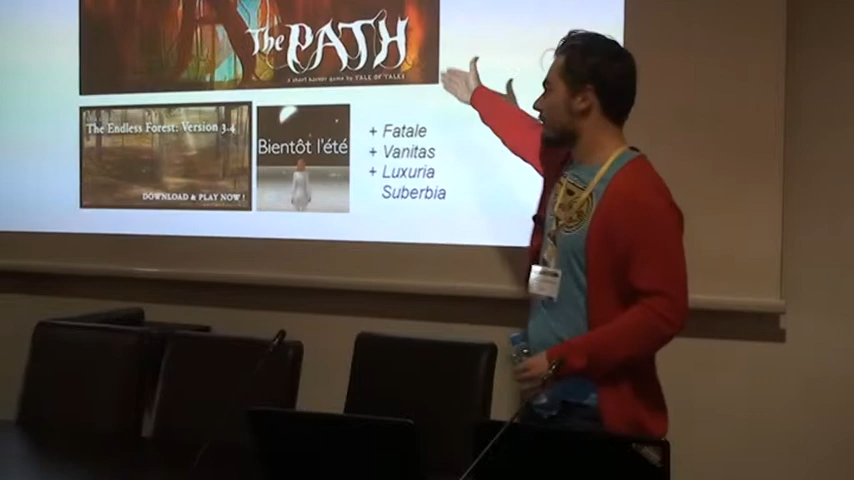 The PATH
a short horror game by TALE OF TALES
The Endless Forest: Version 3.4
DOWNLOAD & PLAY NOW!
Bientôt l'été
+ Fatale
+ Vanitas
+ Luxuria
Suberbia